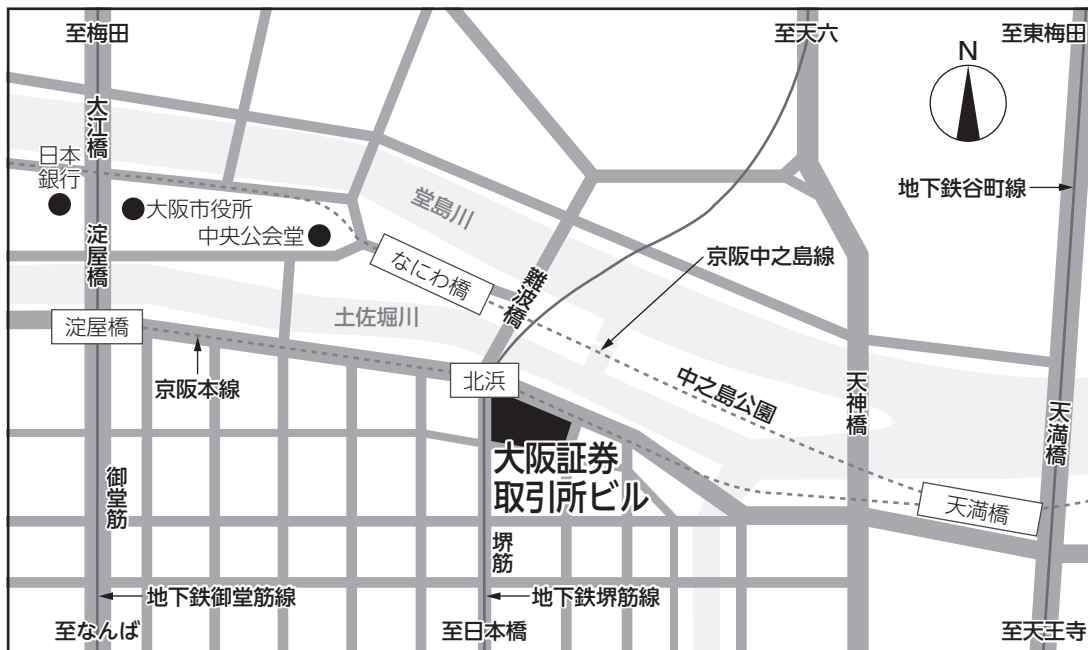 至梅田
至天六
至東梅田
N
大江橋
日本
銀行
大阪市役所
中央公会堂
地下鉄谷町線
堂島川
淀屋橋
なにわ橋
難波橋
京阪中之島線
土佐堀川
淀屋橋
京阪本線
北浜
中之島公園
天神橋
天満橋
大阪証券
取引所ビル
御堂筋
天満橋
堺筋
地下鉄御堂筋線
地下鉄堺筋線
至なんば
至日本橋
至天王寺